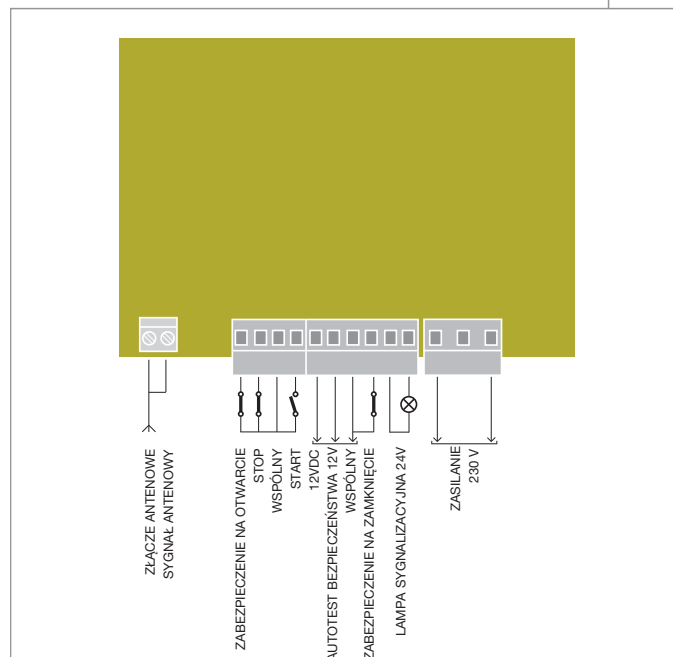 ZŁĄCZE ANTENOWE
SYGNAŁ ANTENOWY
ZABEZPIECZENIE NA OTWARCIE
STOP
WSPÓLNY
START
12VDC
AUTOTEST BEZPIECZEŃSTWA 12V
WSPÓLNY
ZABEZPIECZENIE NA ZAMKNIĘCIE
LAMPA SYGNALIZACYJNA 24V
ZASILANIE
230 V